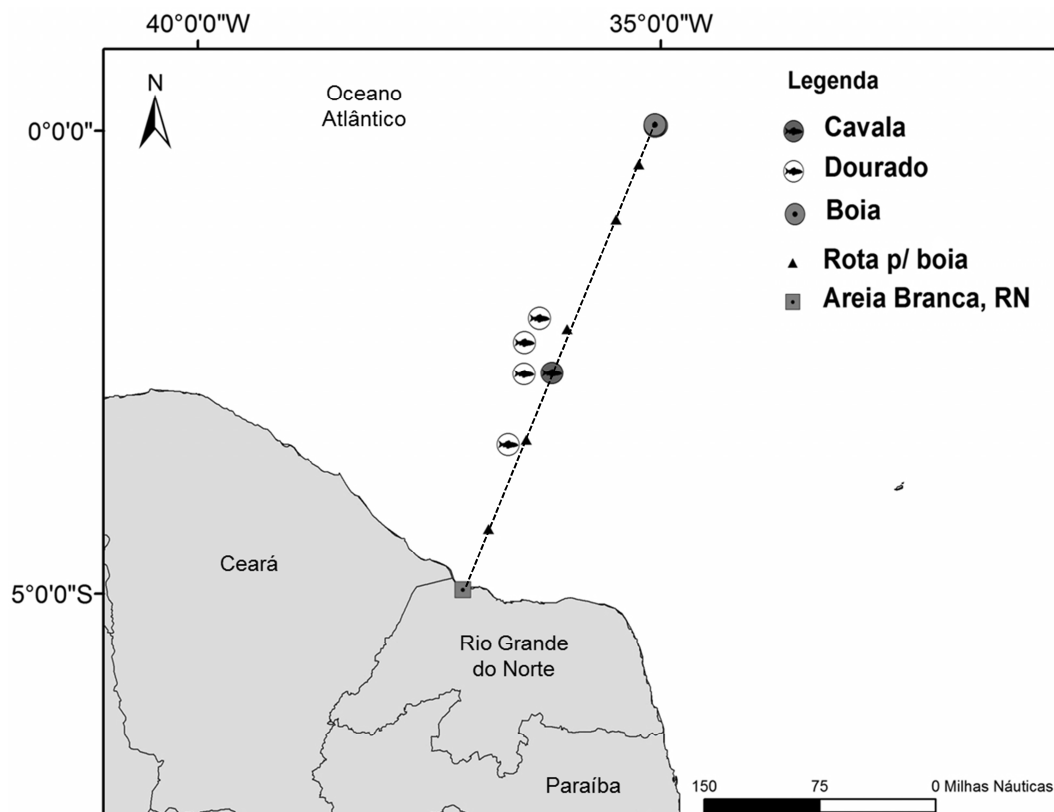 40°0'0"W
35°0'0"W
N
Oceano
Atlântico
Legenda
0°0'0"
Cavala
Dourado
Boia
Rota p/ boia
Areia Branca, RN
Ceará
5°0'0"S
Rio Grande
do Norte
Paraíba
150 75 0 Milhas Náuticas